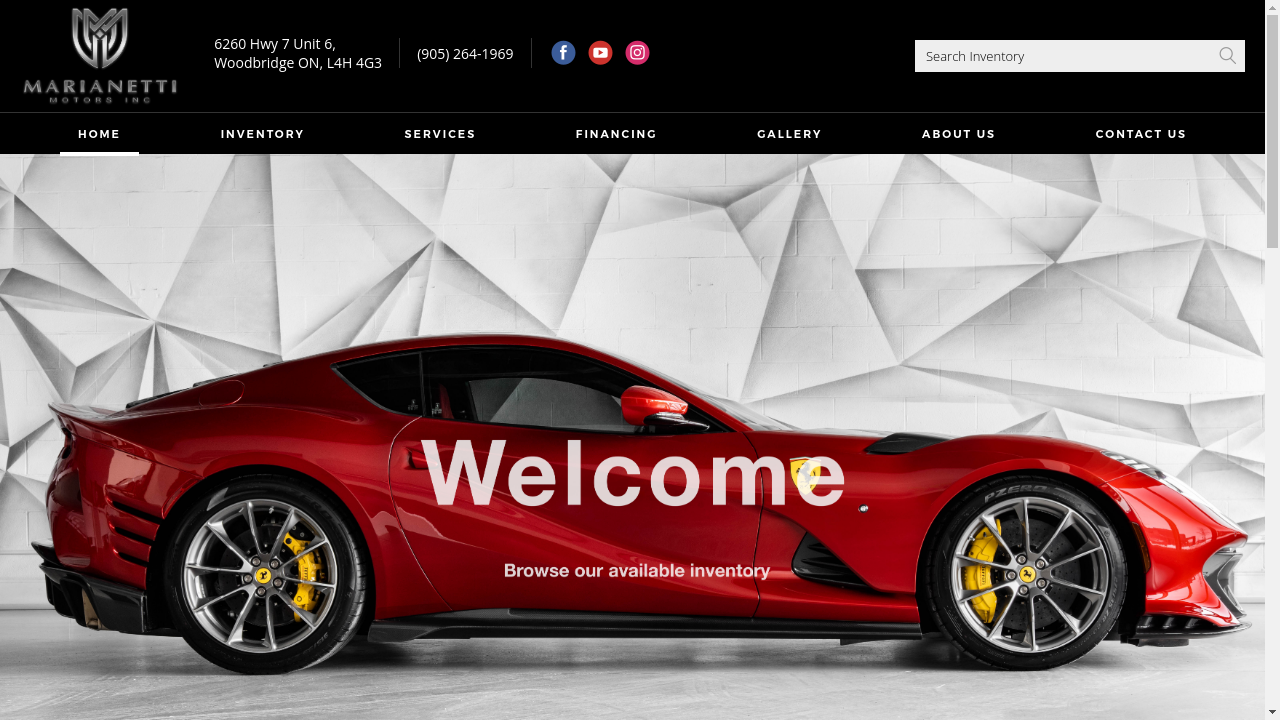 MARIANETTI
MOTORS INC
6260 Hwy 7 Unit 6,
Woodbridge ON, L4H 4G3
(905) 264-1969
Search Inventory
HOME
INVENTORY
SERVICES
FINANCING
GALLERY
ABOUT US
CONTACT US
Welcome
Browse our available inventory
PZERO